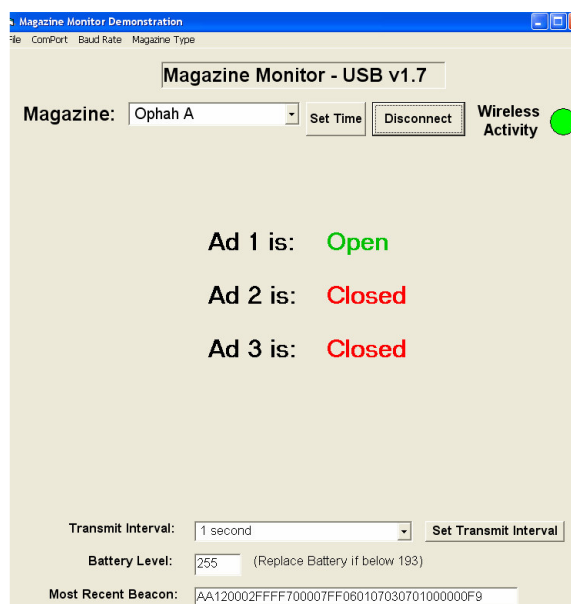 Magazine Monitor Demonstration
File ComPort Baud Rate Magazine Type
Magazine Monitor - USB v1.7
Magazine: Ophah A Set Time Disconnect Wireless Activity
Ad 1 is: Open
Ad 2 is: Closed
Ad 3 is: Closed
Transmit Interval: 1 second Set Transmit Interval
Battery Level: 255 (Replace Battery if below 193)
Most Recent Beacon: AA120002FFFF700007FF060107030701000000F9